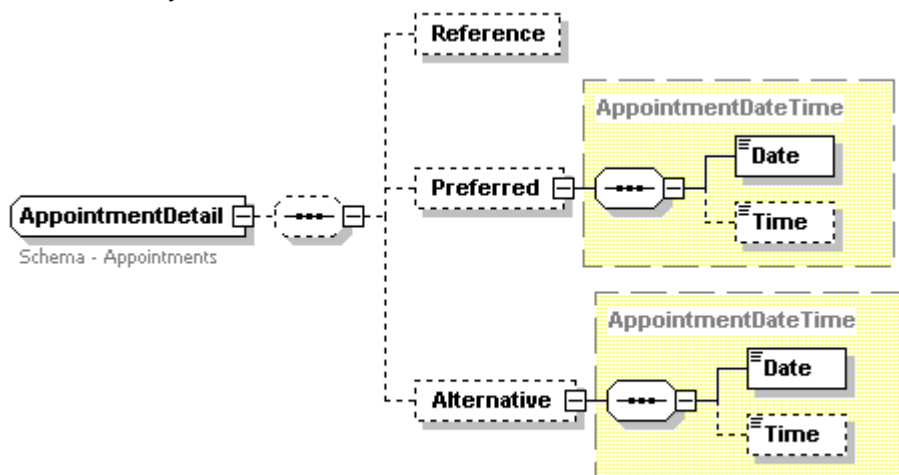 Reference
AppointmentDateTime
Date
Preferred
Time
AppointmentDetail
Schema - Appointments
AppointmentDateTime
Date
Alternative
Time